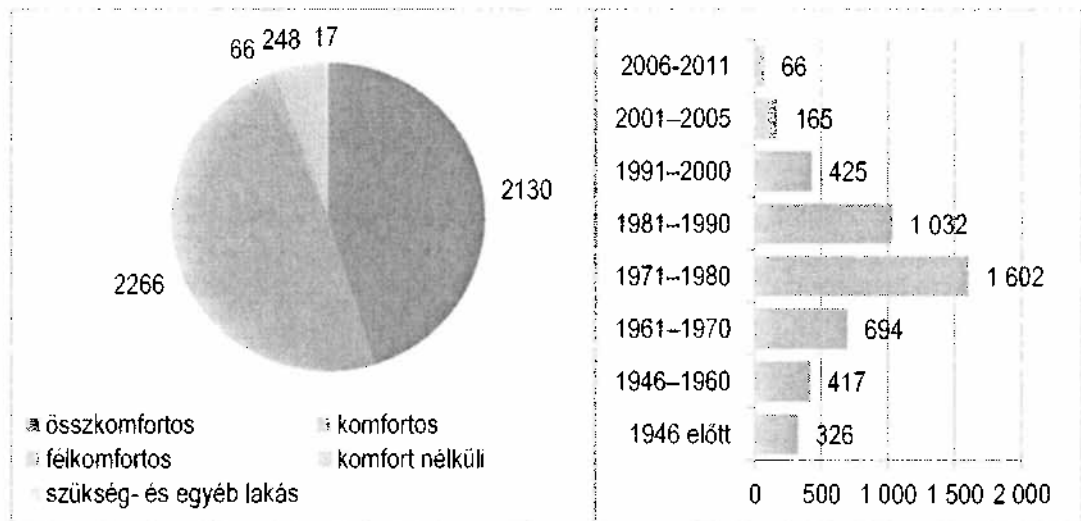 66 248 17
2130
2266
összkomfortos
komfortos
félkomfortos
komfort nélküli
szükség- és egyéb lakás
2006-2011 66
2001–2005 165
1991–2000 425
1981–1990 1 032
1971–1980 1 602
1961–1970 694
1946–1960 417
1946 előtt 326
0 500 1 000 1 500 2 000